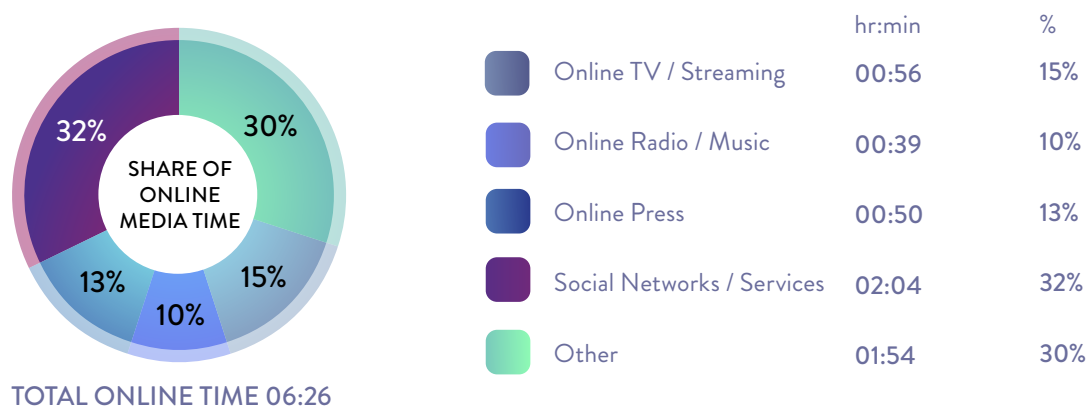 32%
30%
SHARE OF
ONLINE
MEDIA TIME
13%
15%
10%
TOTAL ONLINE TIME 06:26
hr:min %
Online TV / Streaming 00:56 15%
Online Radio / Music 00:39 10%
Online Press 00:50 13%
Social Networks / Services 02:04 32%
Other 01:54 30%